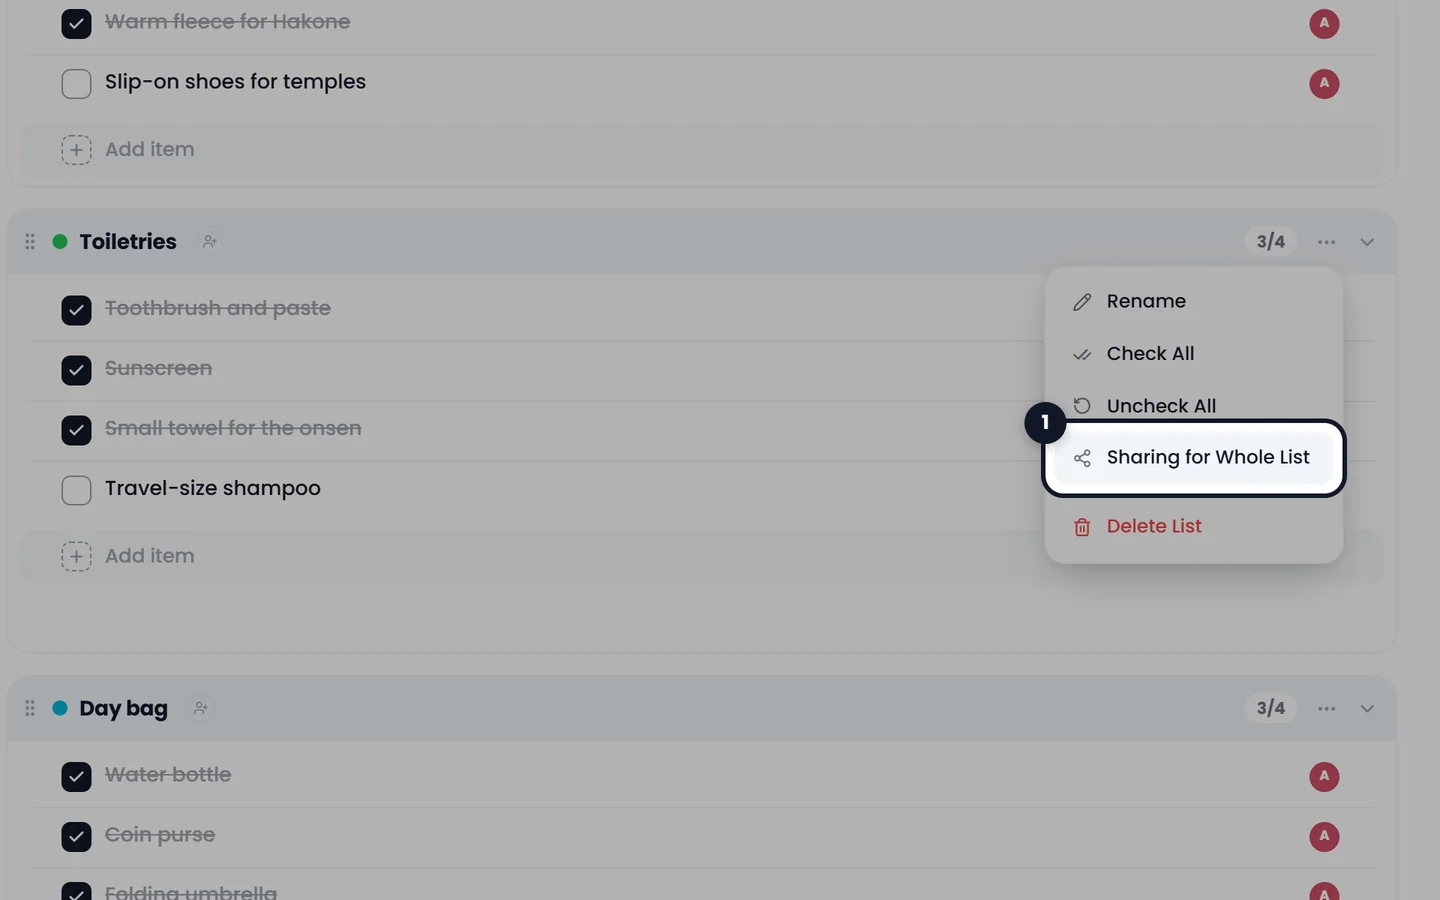 Warm fleece for Hakone
A
Slip-on shoes for temples
A
Add item
Toiletries
3/4
Toothbrush and paste
Rename
Check All
Sunscreen
Uncheck All
Small towel for the onsen
1
Sharing for Whole List
Travel-size shampoo
Delete List
Add item
Day bag
3/4
Water bottle
A
Coin purse
A
Folding umbrella
A